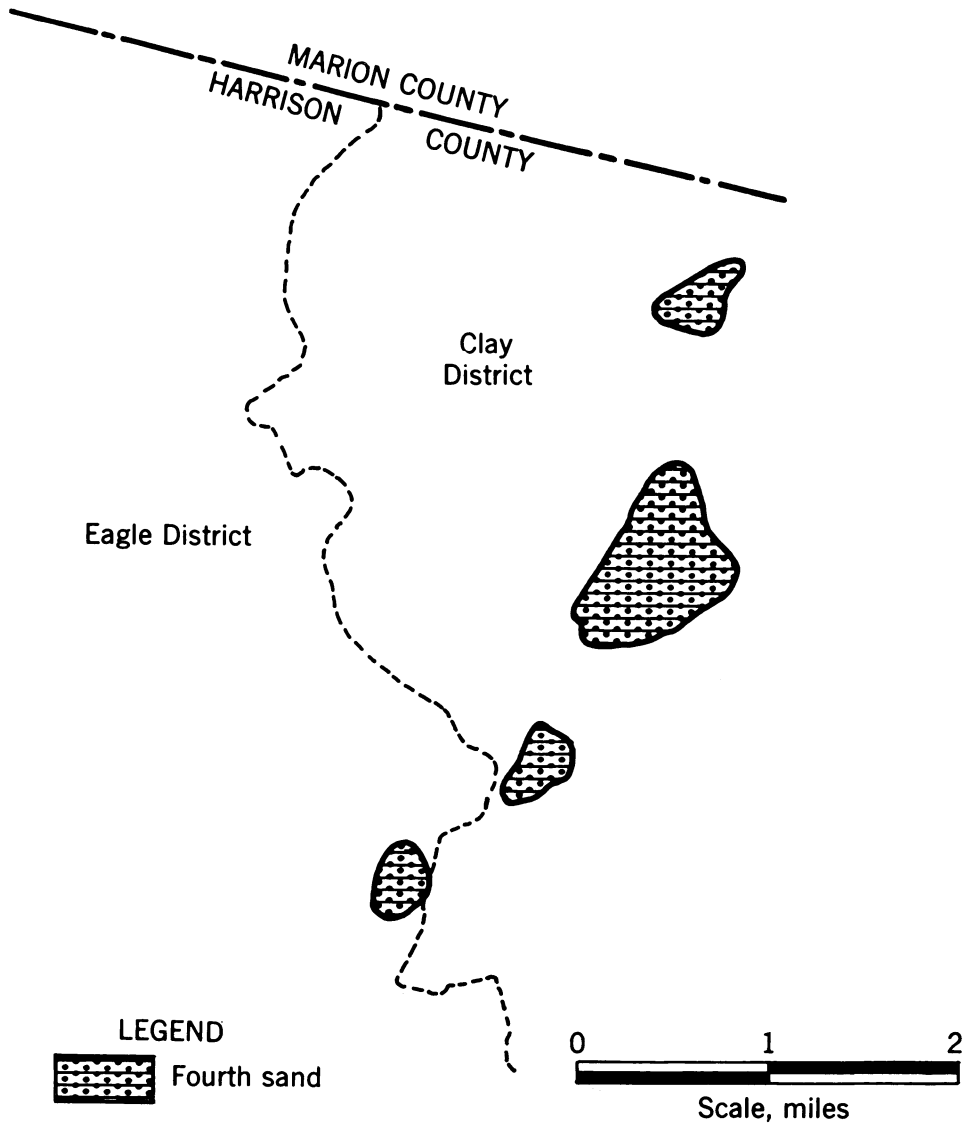 MARION COUNTY
HARRISON COUNTY
Clay
District
Eagle District
LEGEND
Fourth sand
0 1 2
Scale, miles